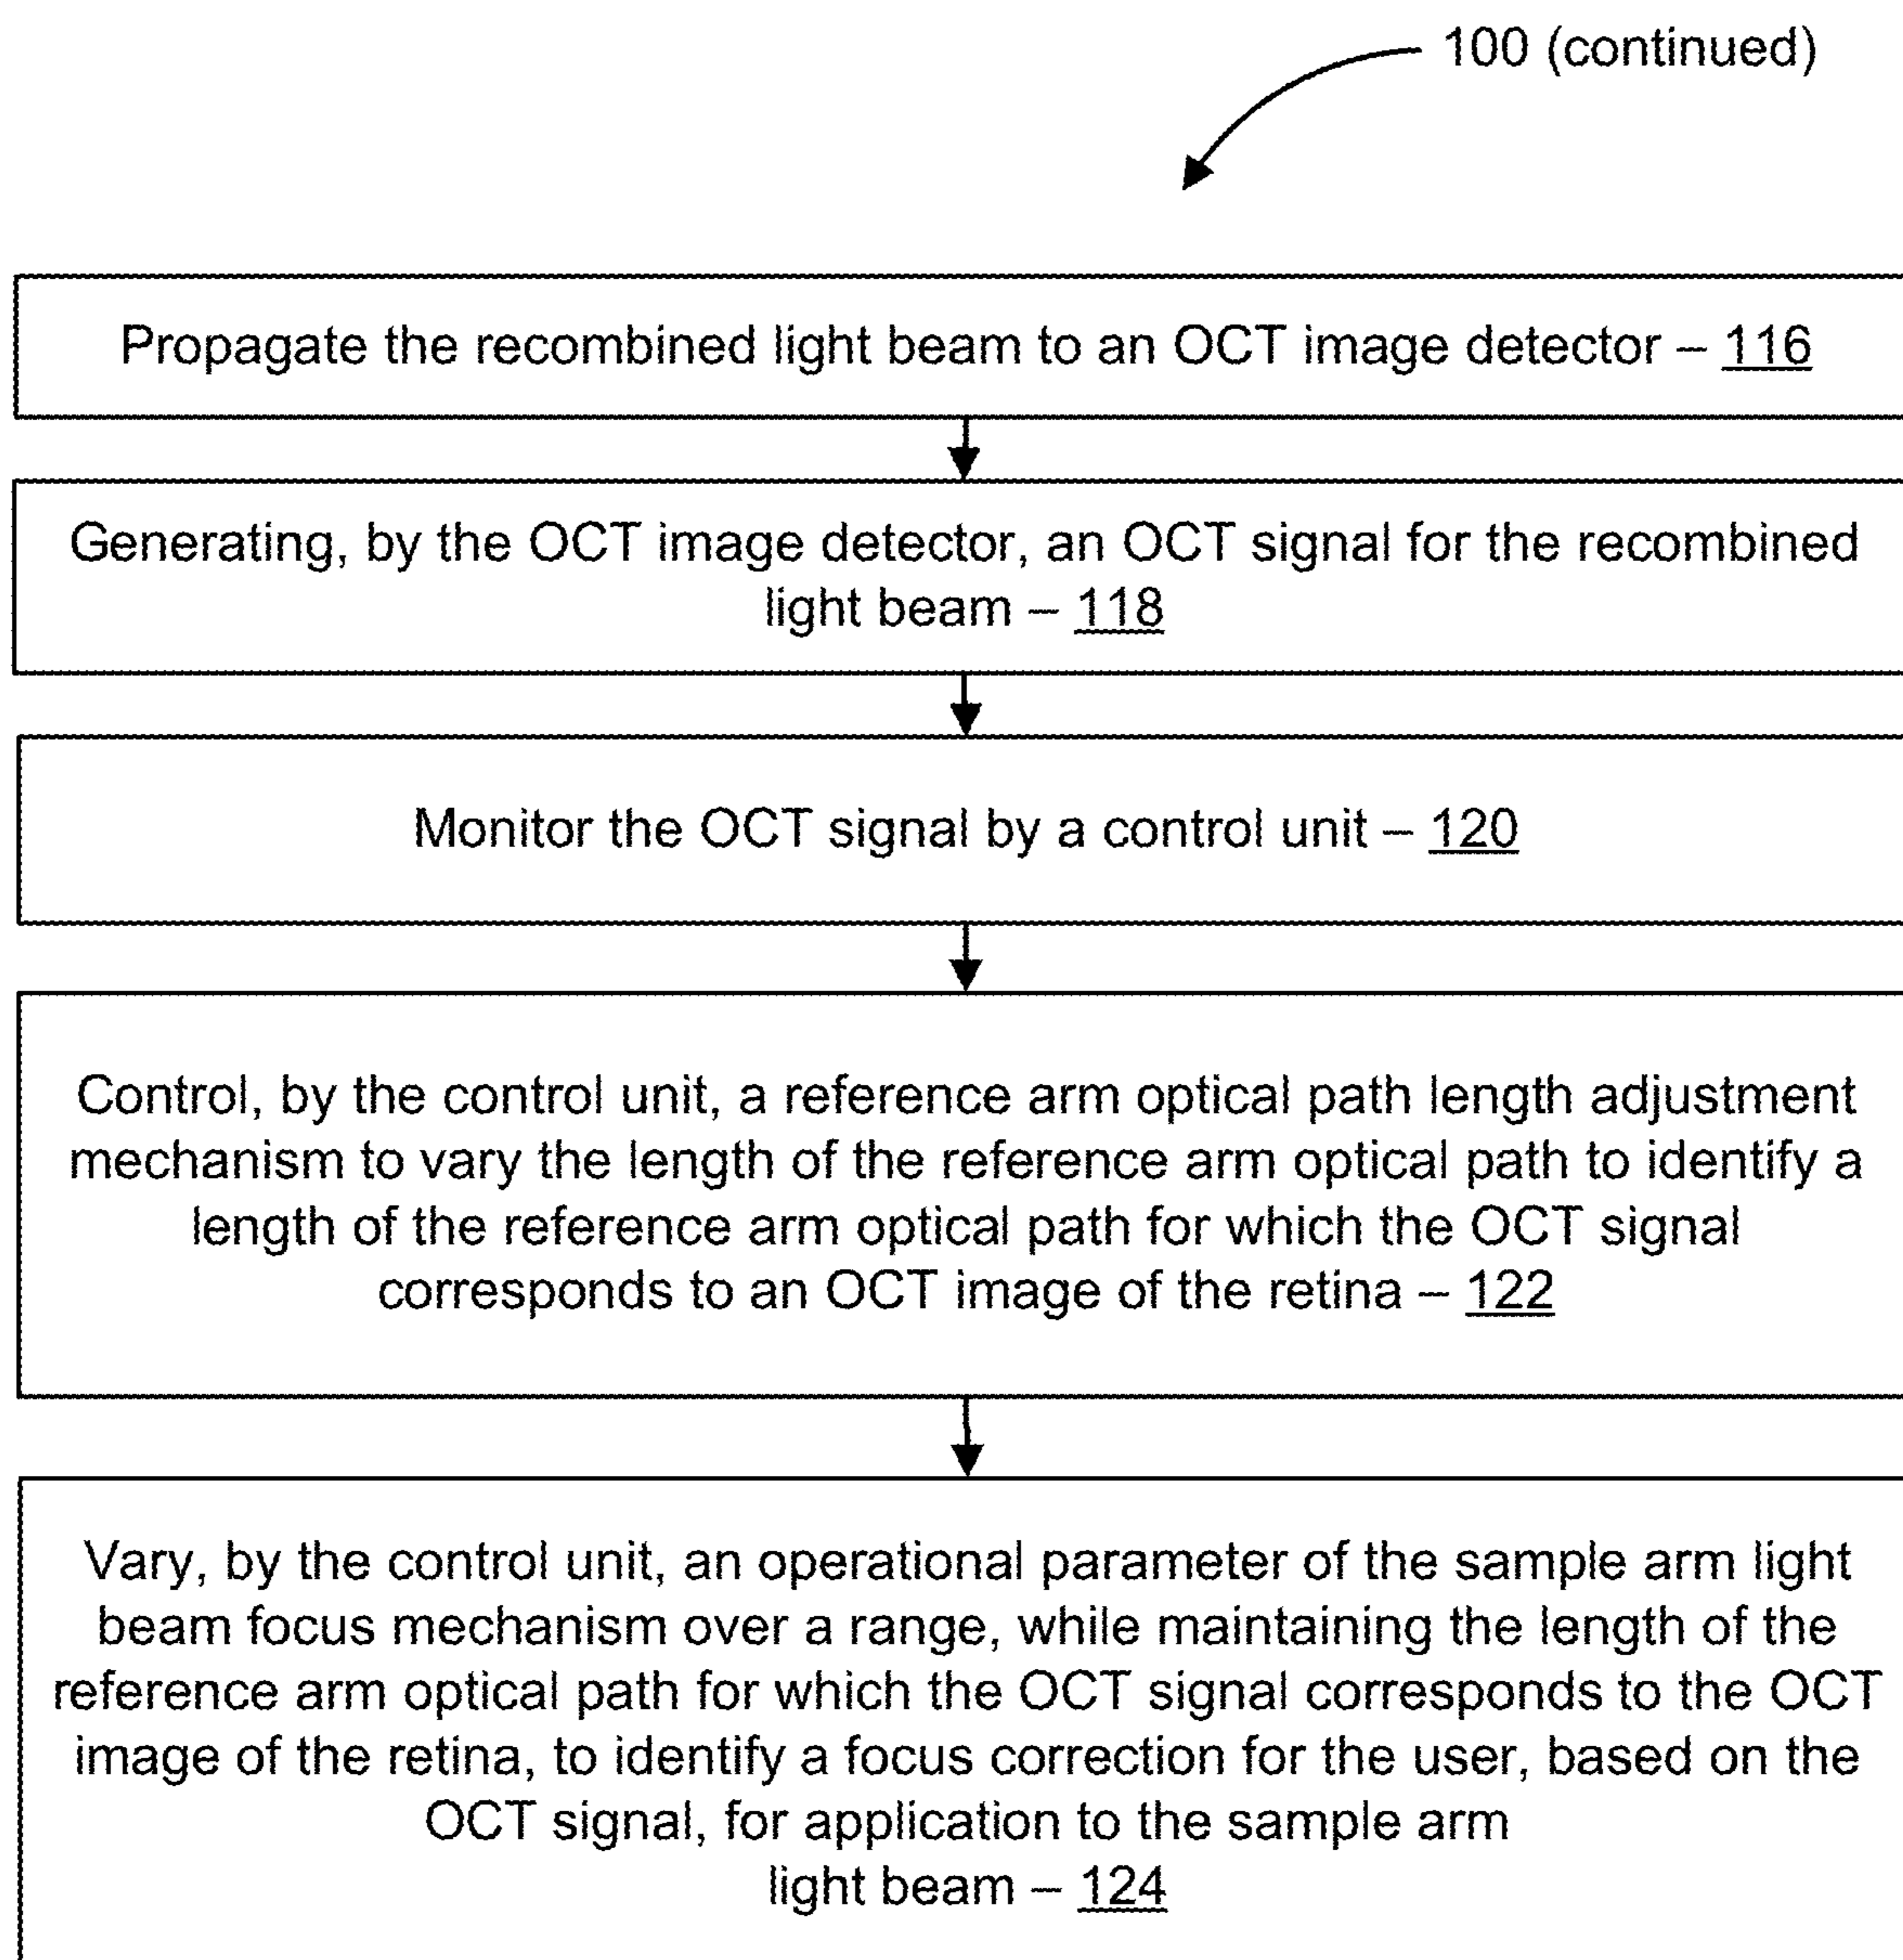 100 (continued)
Propagate the recombined light beam to an OCT image detector – 116
Generating, by the OCT image detector, an OCT signal for the recombined
light beam – 118
Monitor the OCT signal by a control unit – 120
Control, by the control unit, a reference arm optical path length adjustment
mechanism to vary the length of the reference arm optical path to identify a
length of the reference arm optical path for which the OCT signal
corresponds to an OCT image of the retina – 122
Vary, by the control unit, an operational parameter of the sample arm light
beam focus mechanism over a range, while maintaining the length of the
reference arm optical path for which the OCT signal corresponds to the OCT
image of the retina, to identify a focus correction for the user, based on the
OCT signal, for application to the sample arm
light beam – 124